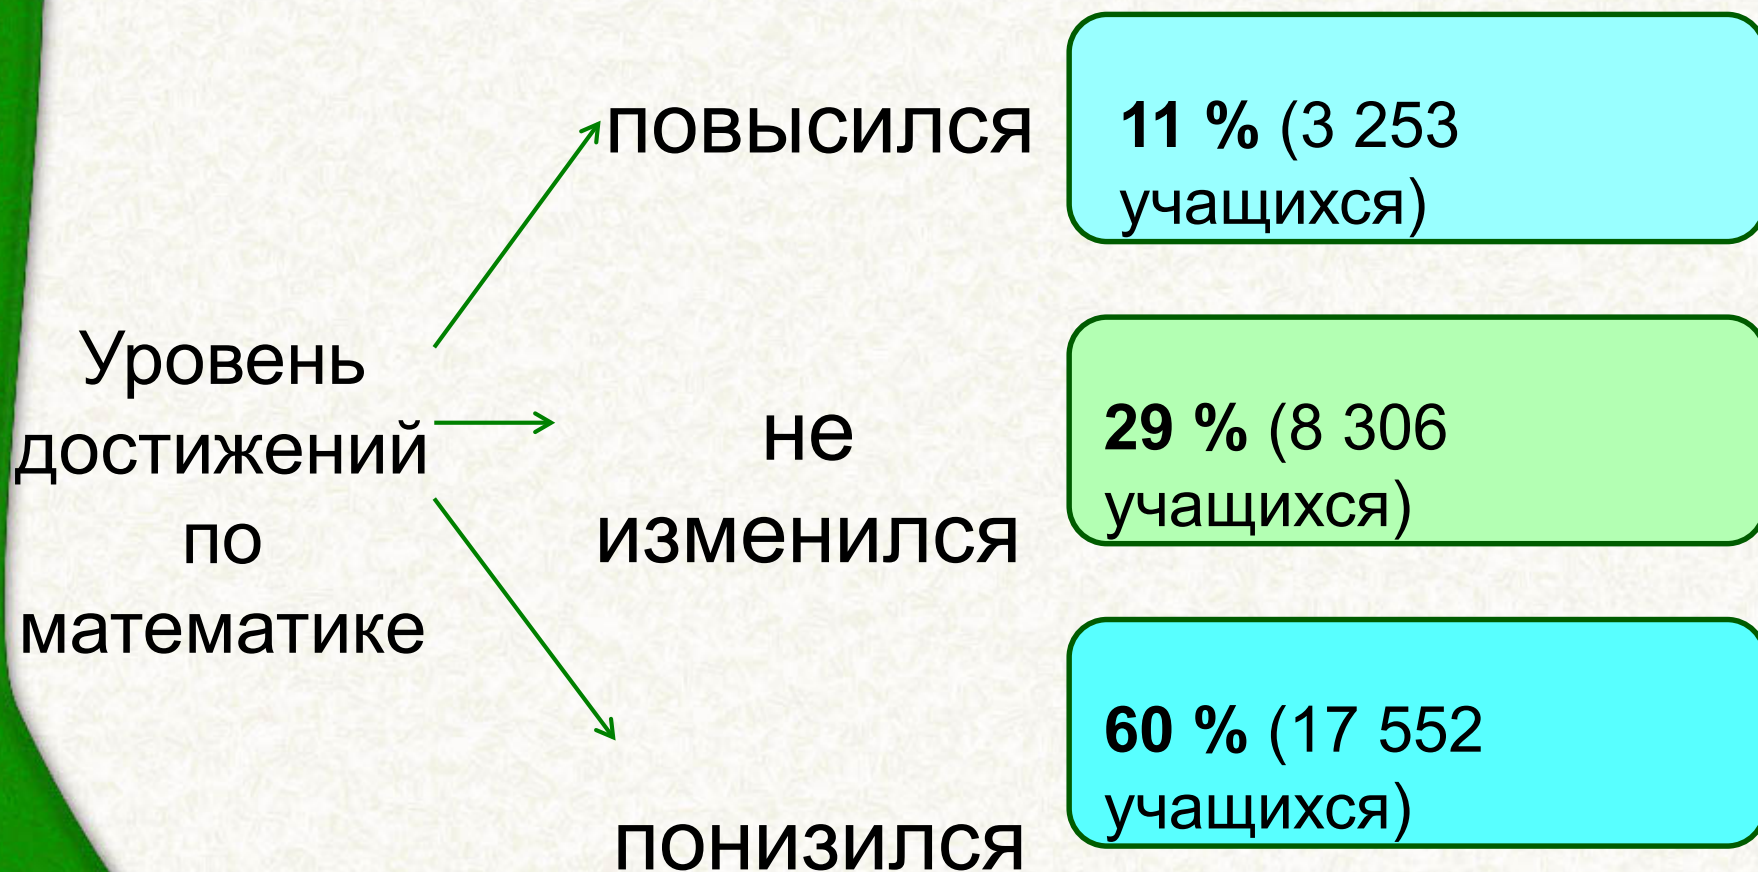 Уровень
достижений
по
математике
повысился
11 % (3 253
учащихся)
не
изменился
29 % (8 306
учащихся)
понизился
60 % (17 552
учащихся)